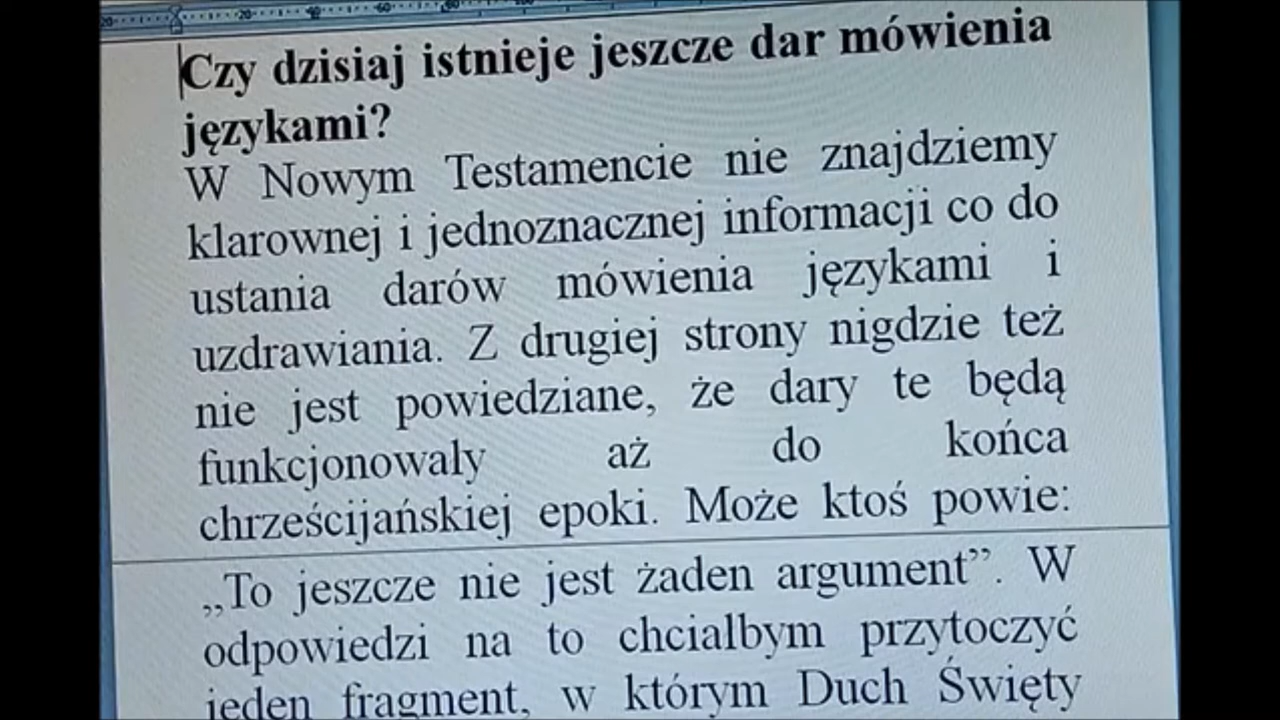 Czy dzisiaj istnieje jeszcze dar mówienia
językami?
W Nowym Testamencie nie znajdziemy
klarownej i jednoznacznej informacji co do
ustania darów mówienia językami i
uzdrawiania. Z drugiej strony nigdzie też
nie jest powiedziane, że dary te będą
funkcjonowały aż do końca
chrześcijańskiej epoki. Może ktoś powie:
„To jeszcze nie jest żaden argument”. W
odpowiedzi na to chciałbym przytoczyć
jeden fragment, w którym Duch Święty